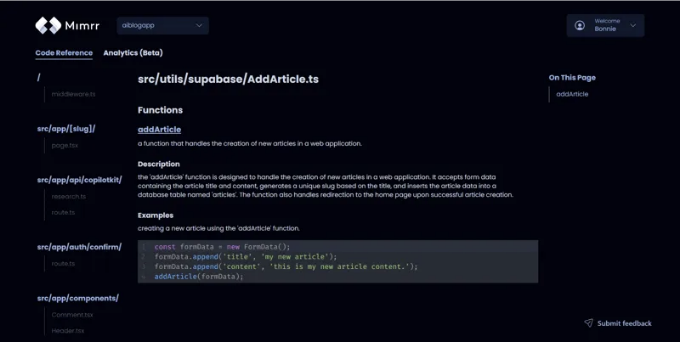 Mimrr
aiblogapp
Welcome
Bonnie
Code Reference
Analytics (Beta)
/
middleware.ts
src/app/[slug]/
page.tsx
src/app/api/copilotkit/
research.ts
route.ts
src/app/auth/confirm/
route.ts
src/app/components/
Comment.tsx
Header.tsx
src/utils/supabase/AddArticle.ts
Functions
addArticle
a function that handles the creation of new articles in a web application.
Description
the 'addArticle' function is designed to handle the creation of new articles in a web application. It accepts form data
containing the article title and content, generates a unique slug based on the title, and inserts the article data into a
database table named 'articles'. The function also handles redirection to the home page upon successful article creation.
Examples
creating a new article using the 'addArticle' function.
1 const formData = new FormData();
2 formData.append('title', 'my new article');
3 formData.append('content', 'this is my new article content.');
4 addArticle(formData);
On This Page
addArticle
Submit feedback